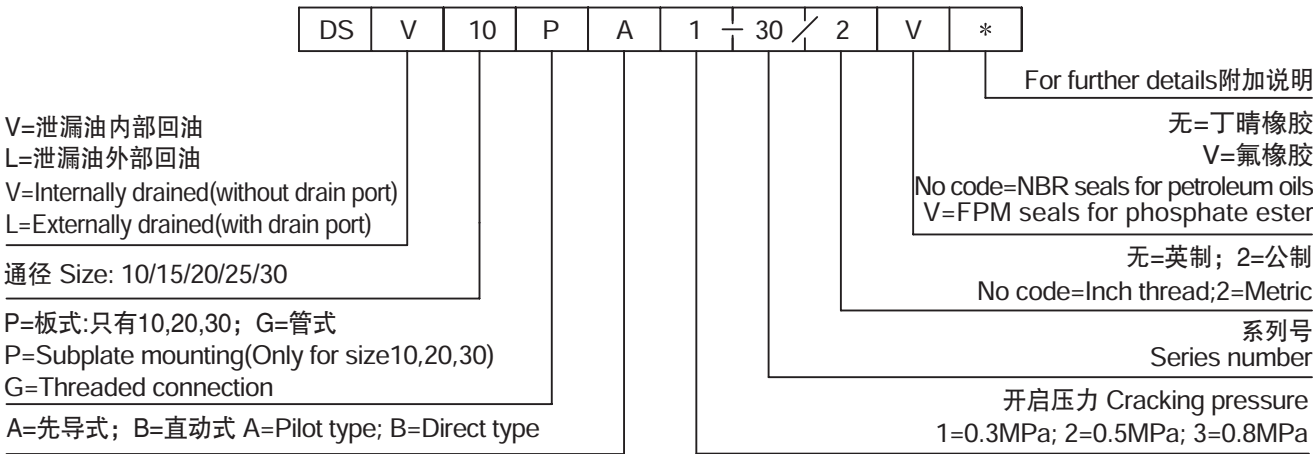 DS V 10 P A 1 - 30 / 2 V *
For further details附加说明
V=泄漏油内部回油
L=泄漏油外部回油
V=Internally drained(without drain port)
L=Externally drained(with drain port)
通径 Size: 10/15/20/25/30
P=板式:只有10,20,30；G=管式
P=Subplate mounting(Only for size10,20,30)
G=Threaded connection
A=先导式；B=直动式 A=Pilot type; B=Direct type
无=丁晴橡胶
V=氟橡胶
No code=NBR seals for petroleum oils
V=FPM seals for phosphate ester
无=英制；2=公制
No code=Inch thread;2=Metric
系列号
Series number
开启压力 Cracking pressure
1=0.3MPa; 2=0.5MPa; 3=0.8MPa